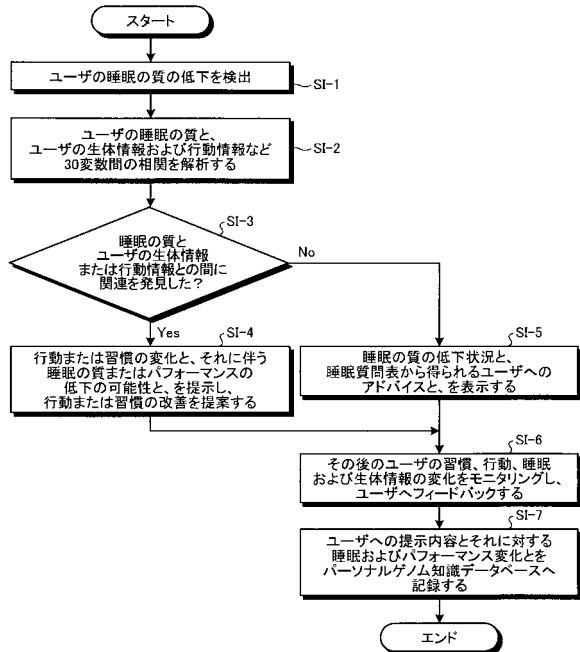 スタート
ユーザの睡眠の質の低下を検出
SI-1
ユーザの睡眠の質と、
ユーザの生体情報および行動情報など
30変数間の相関を解析する
SI-2
SI-3
睡眠の質と
ユーザの生体情報
または行動情報との間に
関連を発見した?
No
Yes
SI-4
行動または習慣の変化と、それに伴う
睡眠の質またはパフォーマンスの
低下の可能性と、を提示し、
行動または習慣の改善を提案する
SI-5
睡眠の質の低下状況と、
睡眠質問表から得られるユーザへの
アドバイスと、を表示する
SI-6
その後のユーザの習慣、行動、睡眠
および生体情報の変化をモニタリングし、
ユーザへフィードバックする
SI-7
ユーザへの提示内容とそれに対する
睡眠およびパフォーマンス変化とを
パーソナルゲノム知識データベースへ
記録する
エンド